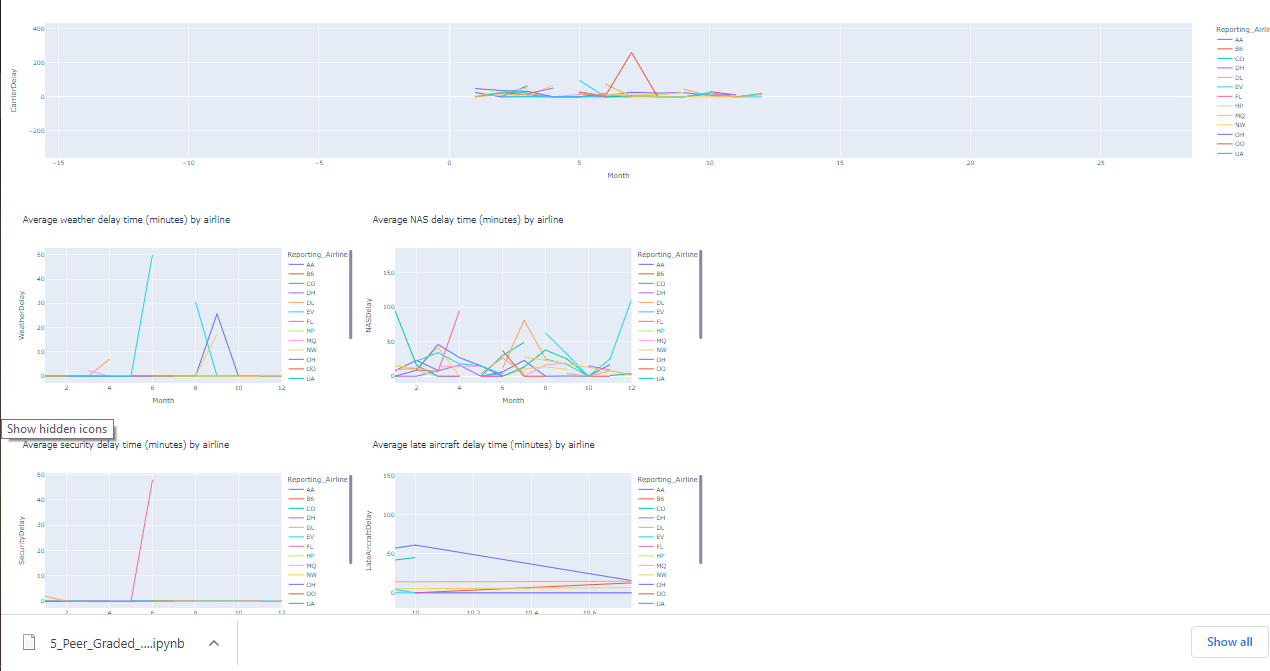 400
200
0
−200
CarrierDelay
−15
−10
−5
0
5
10
15
20
25
Month
Reporting_Airlin
AA
B6
CO
DH
DL
EV
FL
HP
MQ
NW
OH
OO
UA
Average weather delay time (minutes) by airline
50
40
30
20
10
0
WeatherDelay
2
4
6
8
10
12
Month
Reporting_Airline
AA
B6
CO
DH
DL
EV
FL
HP
MQ
NW
OH
OO
UA
Average NAS delay time (minutes) by airline
150
100
50
0
NASDelay
2
4
6
8
10
12
Month
Reporting_Airline
AA
B6
CO
DH
DL
EV
FL
HP
MQ
NW
OH
OO
UA
Show hidden icons
Average security delay time (minutes) by airline
50
40
30
20
10
0
SecurityDelay
2
4
6
8
10
12
Reporting_Airline
AA
B6
CO
DH
DL
EV
FL
HP
MQ
NW
OH
OO
UA
Average late aircraft delay time (minutes) by airline
150
100
50
0
LateAircraftDelay
10
10.2
10.4
10.6
Reporting_Airline
AA
B6
CO
DH
DL
EV
FL
HP
MQ
NW
OH
OO
UA
5_Peer_Graded_....ipynb
Show all